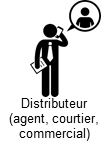 Distributeur
(agent, courtier,
commercial)